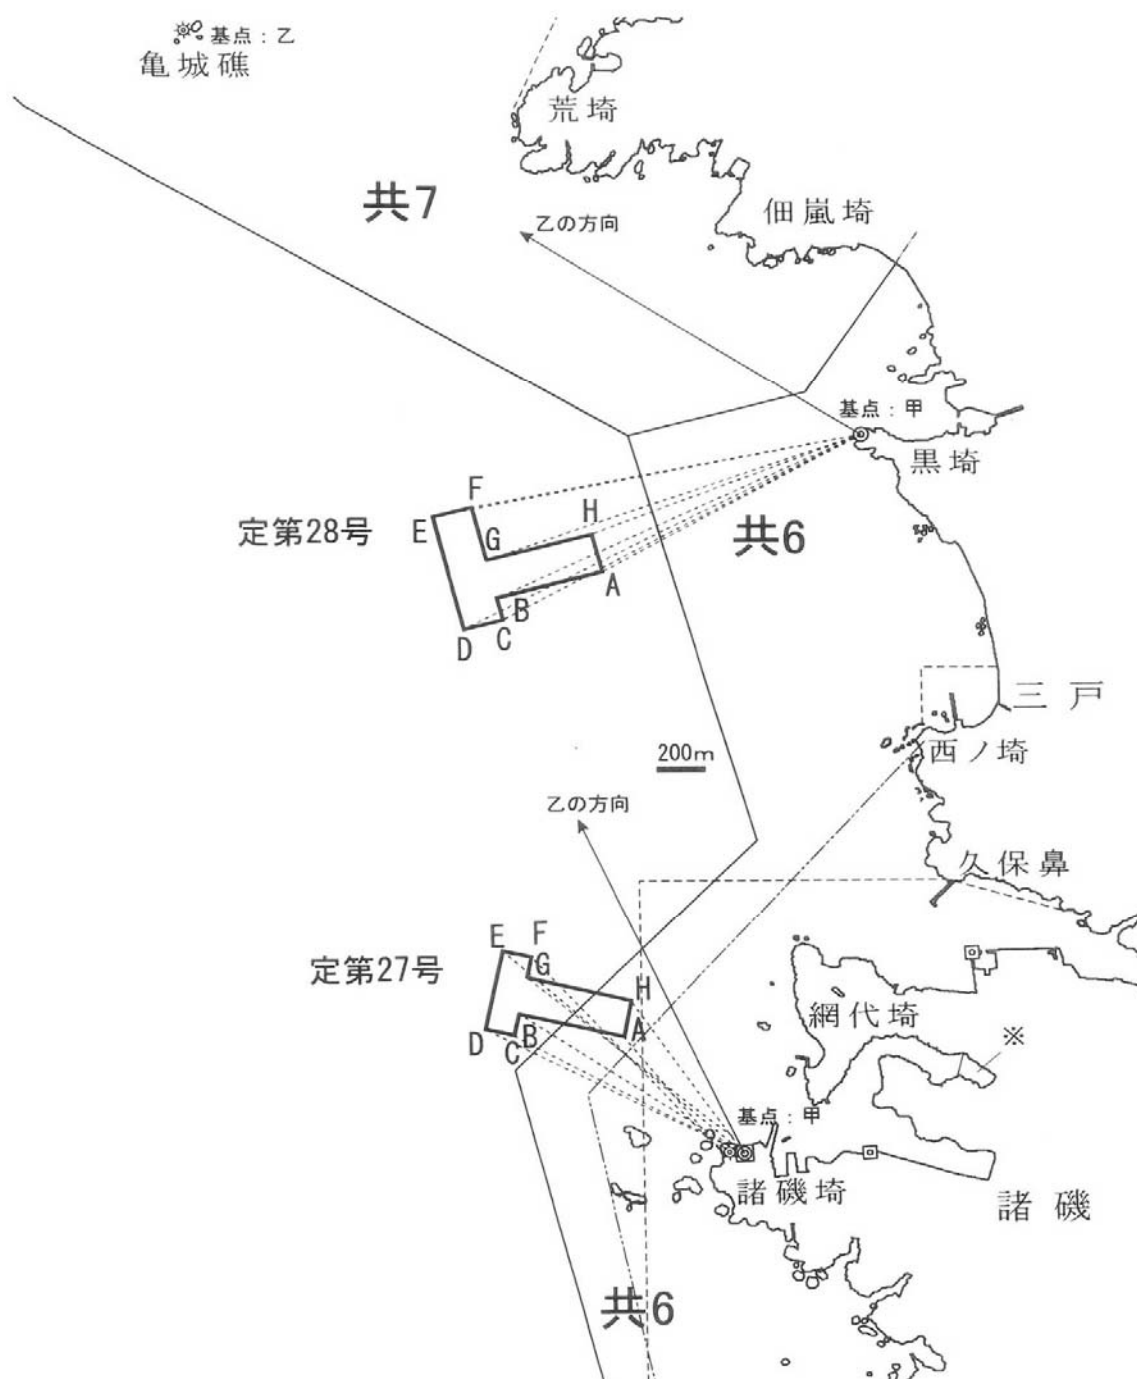 基点：乙
亀城礁
荒埼
共7
乙の方向
佃嵐埼
基点：甲
黒埼
F
E
H
定第28号
G
共6
A
B
C
D
三戸
200m
西ノ埼
乙の方向
久保鼻
E
F
定第27号
G
H
網代埼
A
B
D
C
※
基点：甲
諸磯埼
諸磯
共6